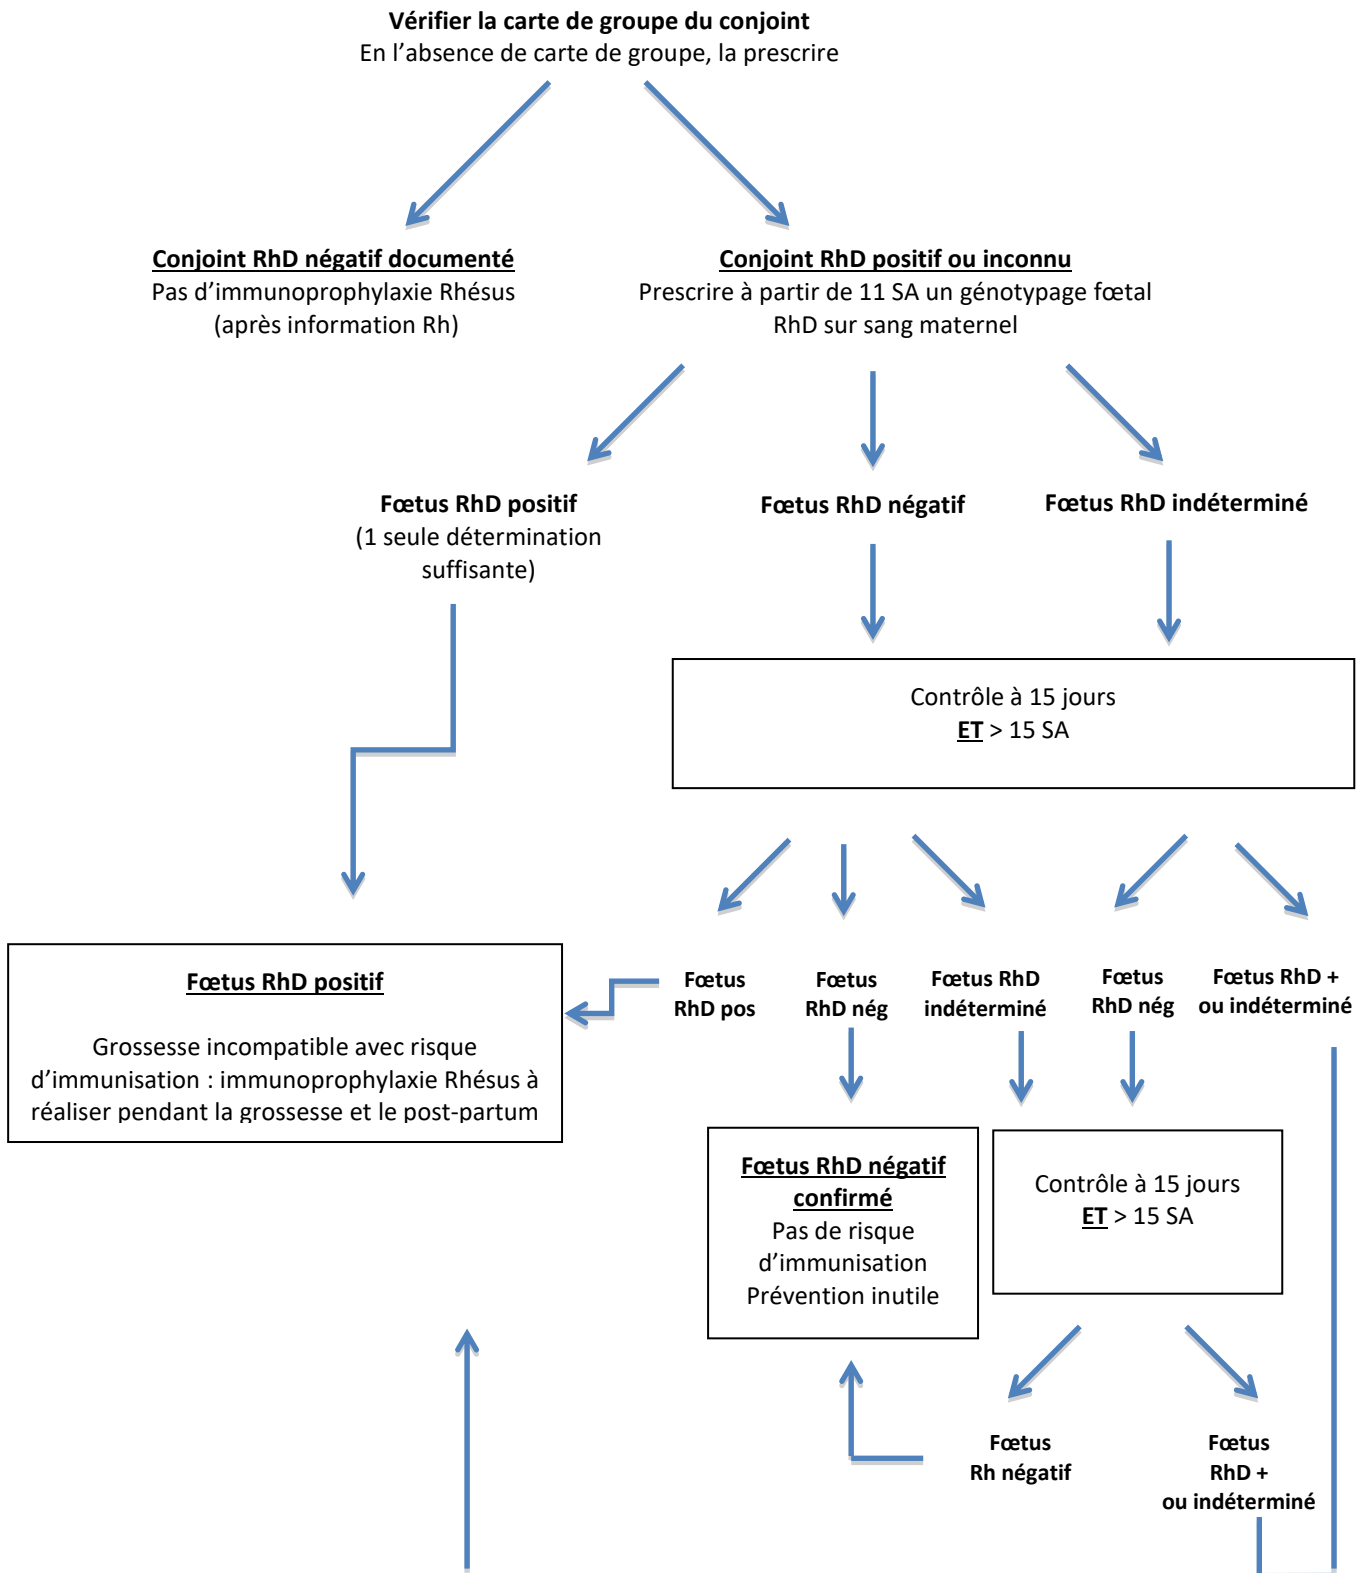 Vérifier la carte de groupe du conjoint
En l’absence de carte de groupe, la prescrire
Conjoint RhD négatif documenté
Pas d’immunoprophylaxie Rhésus
(après information Rh)
Conjoint RhD positif ou inconnu
Prescrire à partir de 11 SA un génotypage fœtal
RhD sur sang maternel
Fœtus RhD positif
(1 seule détermination
suffisante)
Fœtus RhD négatif
Fœtus RhD indéterminé
Contrôle à 15 jours
ET > 15 SA
Fœtus RhD positif
Grossesse incompatible avec risque
d’immunisation : immunoprophylaxie Rhésus à
réaliser pendant la grossesse et le post-partum
Fœtus
RhD pos
Fœtus
RhD nég
Fœtus RhD
indéterminé
Fœtus
RhD nég
Fœtus RhD +
ou indéterminé
Fœtus RhD négatif
confirmé
Pas de risque
d’immunisation
Prévention inutile
Contrôle à 15 jours
ET > 15 SA
Fœtus
Rh négatif
Fœtus
RhD +
ou indéterminé